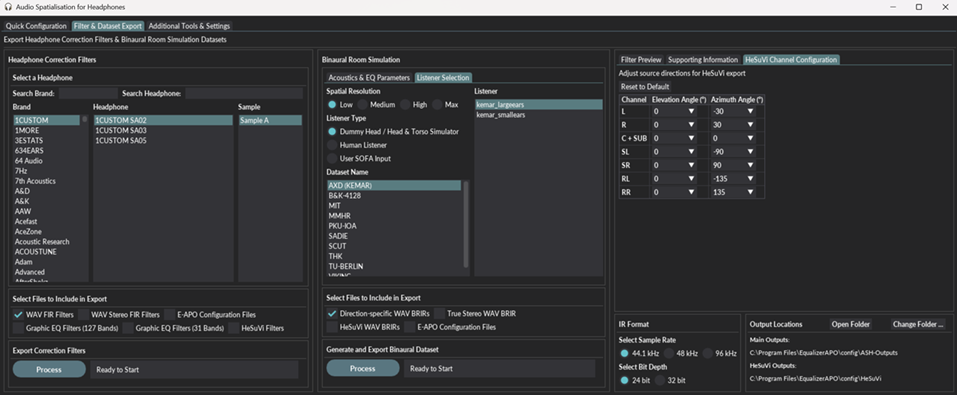 Audio Spatialisation for Headphones
Quick Configuration Filter & Dataset Export Additional Tools & Settings
Export Headphone Correction Filters & Binaural Room Simulation Datasets
Headphone Correction Filters
Select a Headphone
Search Brand: Search Headphone:
Brand Headphone Sample
1CUSTOM 1CUSTOM SA02 Sample A
1MORE 1CUSTOM SA03
3ESTATS 1CUSTOM SA05
634EARS
64 Audio
7Hz
7th Acoustics
A&D
A&K
AAW
Acefast
AceZone
Acoustic Research
ACOUSTUNE
Adam
Advanced
AfterShokz
Select Files to Include in Export
WAV FIR Filters WAV Stereo FIR Filters E-APO Configuration Files
Graphic EQ Filters (127 Bands) Graphic EQ Filters (31 Bands) HeSuVi Filters
Export Correction Filters
Process Ready to Start
Binaural Room Simulation
Acoustics & EQ Parameters Listener Selection
Spatial Resolution
Low Medium High Max
Listener Type
Dummy Head / Head & Torso Simulator
Human Listener
User SOFA Input
Dataset Name
AXD (KEMAR)
B&K-4128
MIT
MMHR
PKU-IOA
SADIE
SCUT
THK
TU-BERLIN
VIKING
Listener
kemar_largeears
kemar_smallears
Select Files to Include in Export
Direction-specific WAV BRIRs True Stereo WAV BRIR
HeSuVi WAV BRIRs E-APO Configuration Files
Generate and Export Binaural Dataset
Process Ready to Start
Filter Preview Supporting Information HeSuVi Channel Configuration
Adjust source directions for HeSuVi export
Reset to Default
Channel Elevation Angle (°) Azimuth Angle (°)
L 0 -30
R 0 30
C + SUB 0 0
SL 0 -90
SR 0 90
RL 0 -135
RR 0 135
IR Format
Select Sample Rate
44.1 kHz 48 kHz 96 kHz
Select Bit Depth
24 bit 32 bit
Output Locations Open Folder Change Folder ...
Main Outputs:
C:\Program Files\EqualizerAPO\config\ASH-Outputs
HeSuVi Outputs:
C:\Program Files\EqualizerAPO\config\HeSuVi